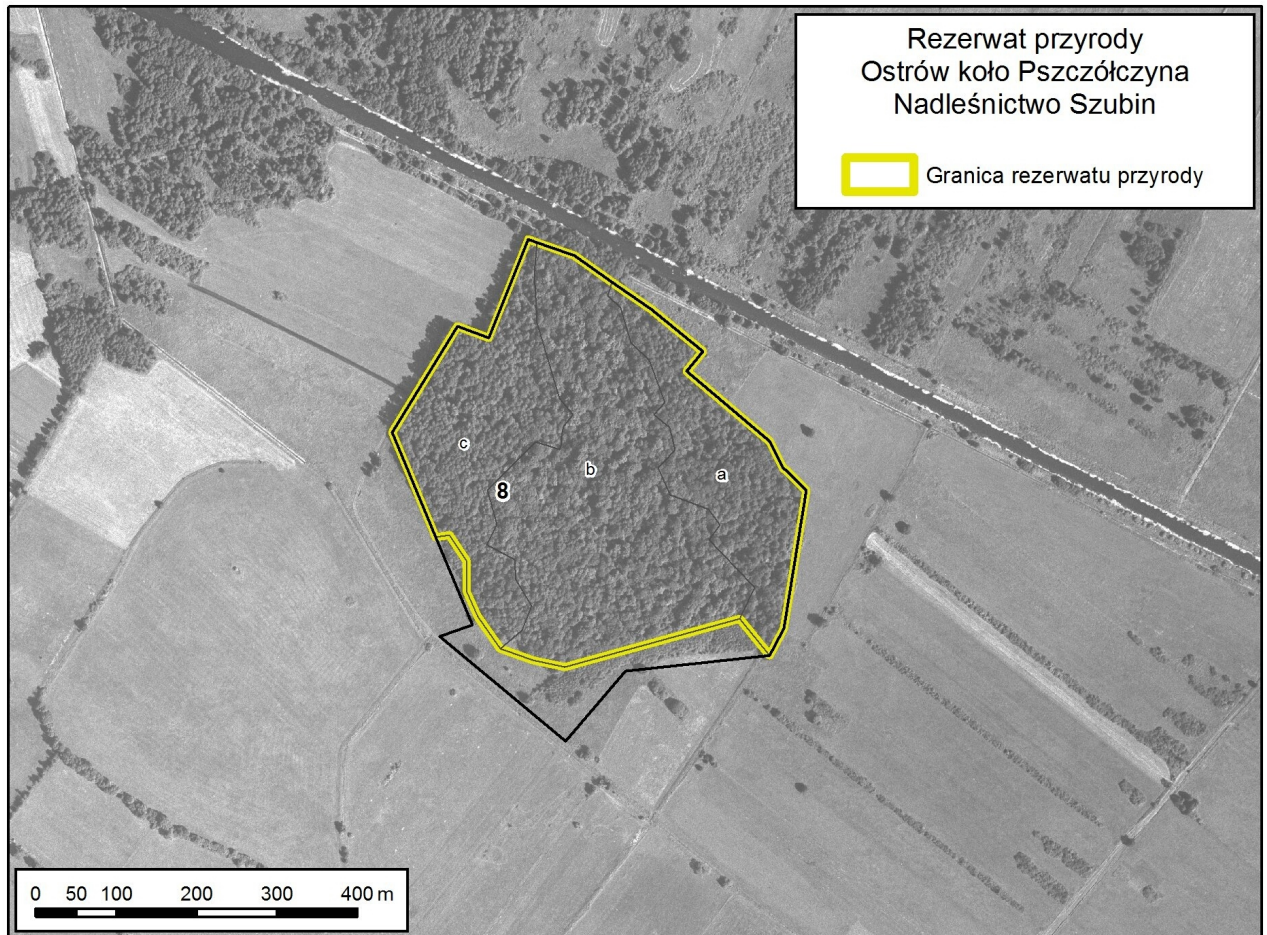 Rezerwat przyrody
Ostrów koło Pszczółczyna
Nadleśnictwo Szubin
Granica rezerwatu przyrody
c
b
a
8
0 50 100 200 300 400 m